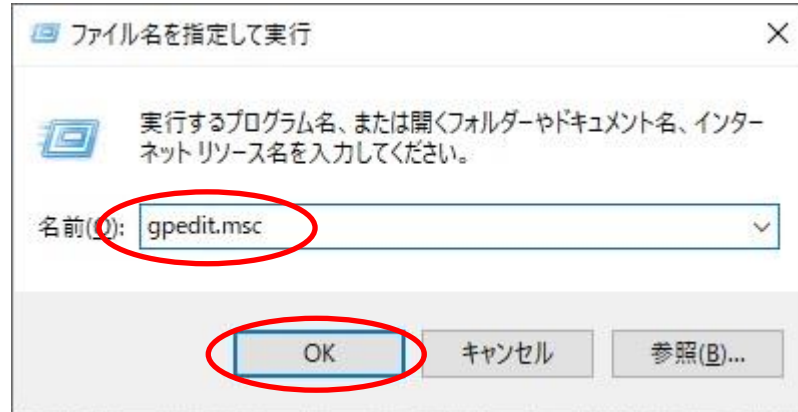 ファイル名を指定して実行
実行するプログラム名、または開くフォルダーやドキュメント名、インター
ネット リソース名を入力してください。
名前(O): gpedit.msc
OK キャンセル 参照(B)...